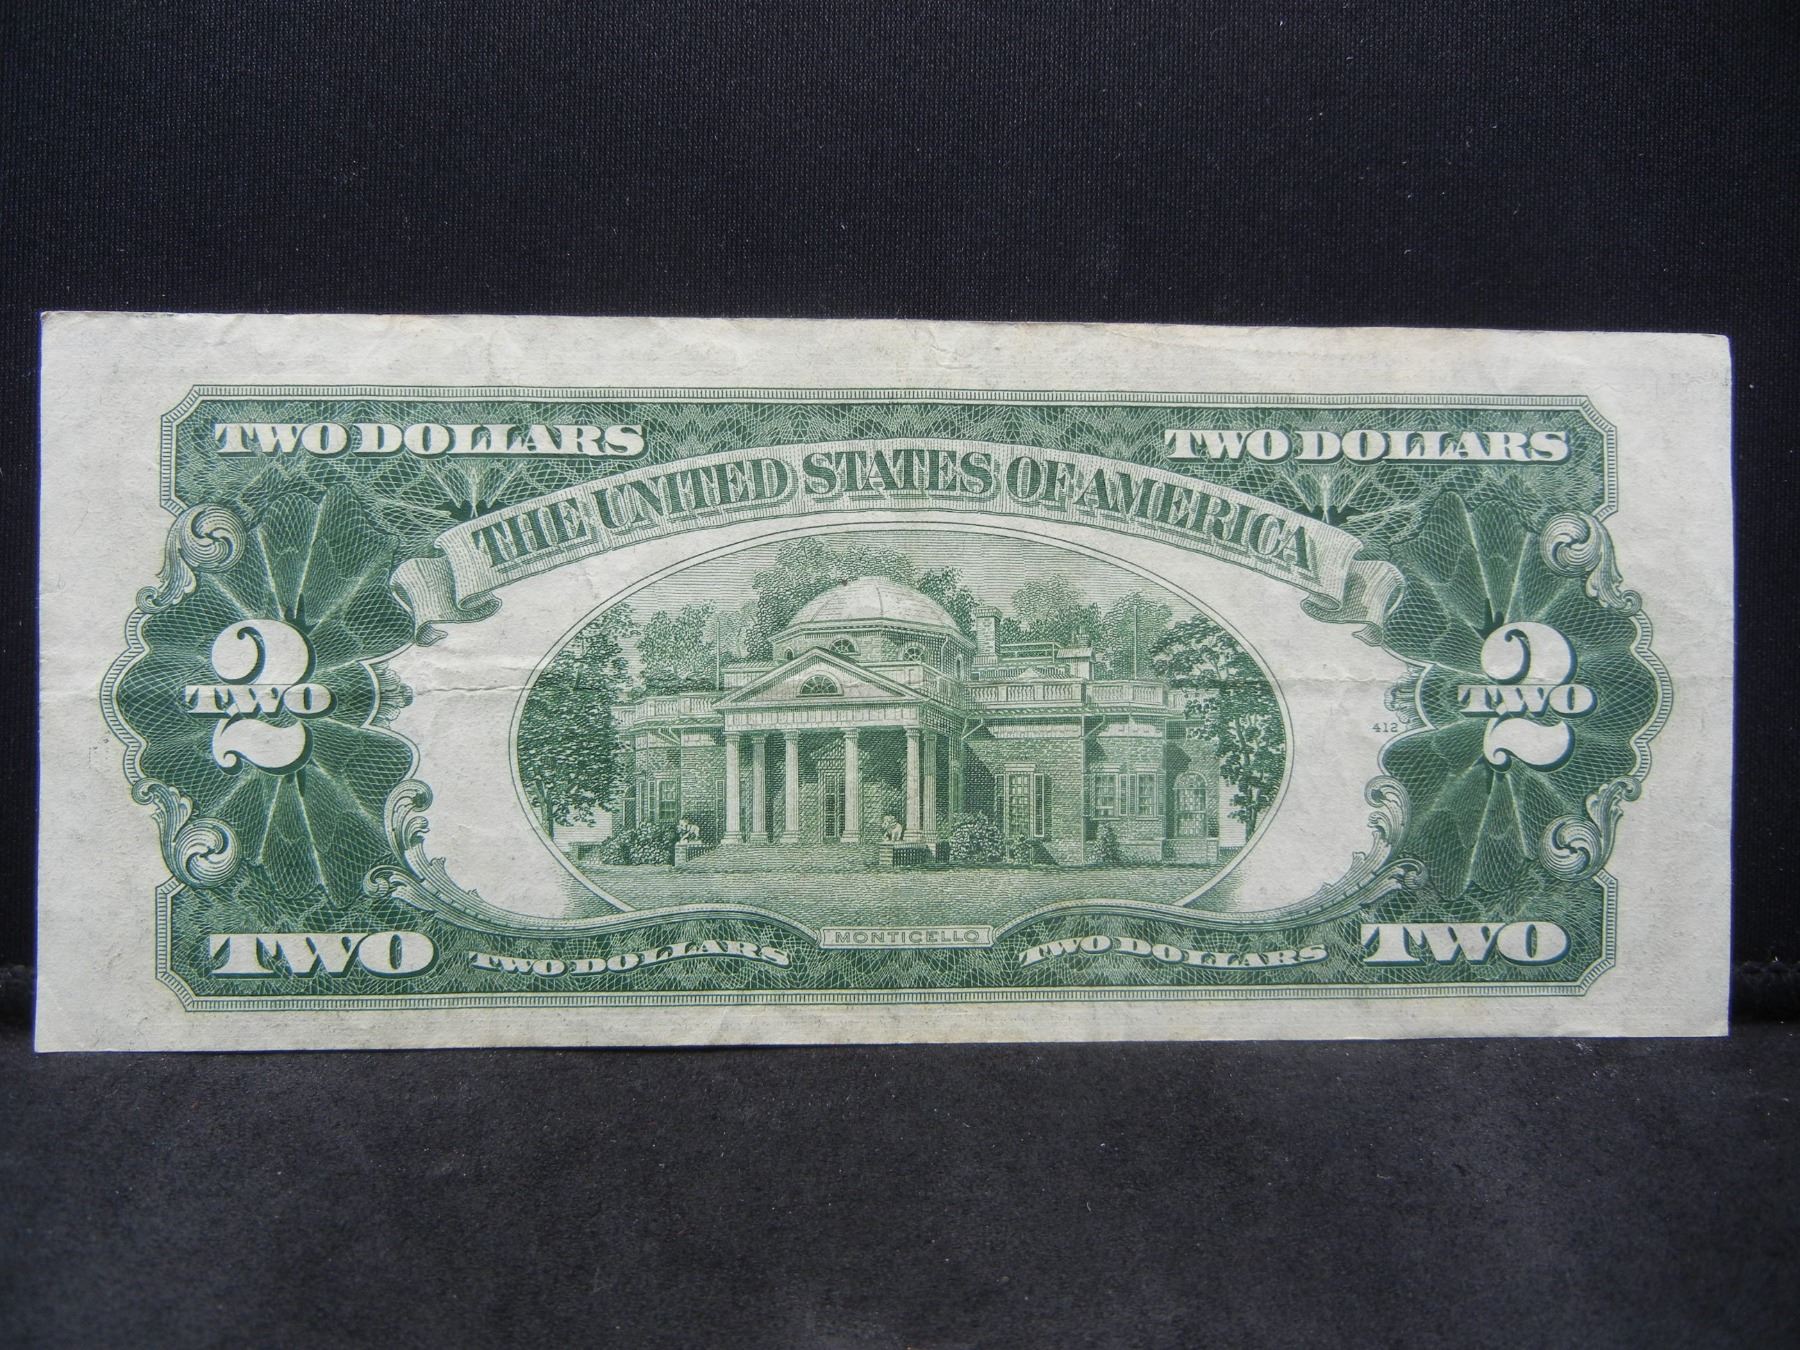 TWO DOLLARS
TWO DOLLARS
THE UNITED STATES OF AMERICA
2
TWO
2
TWO
412
TWO
TWO DOLLARS
MONTICELLO
TWO DOLLARS
TWO